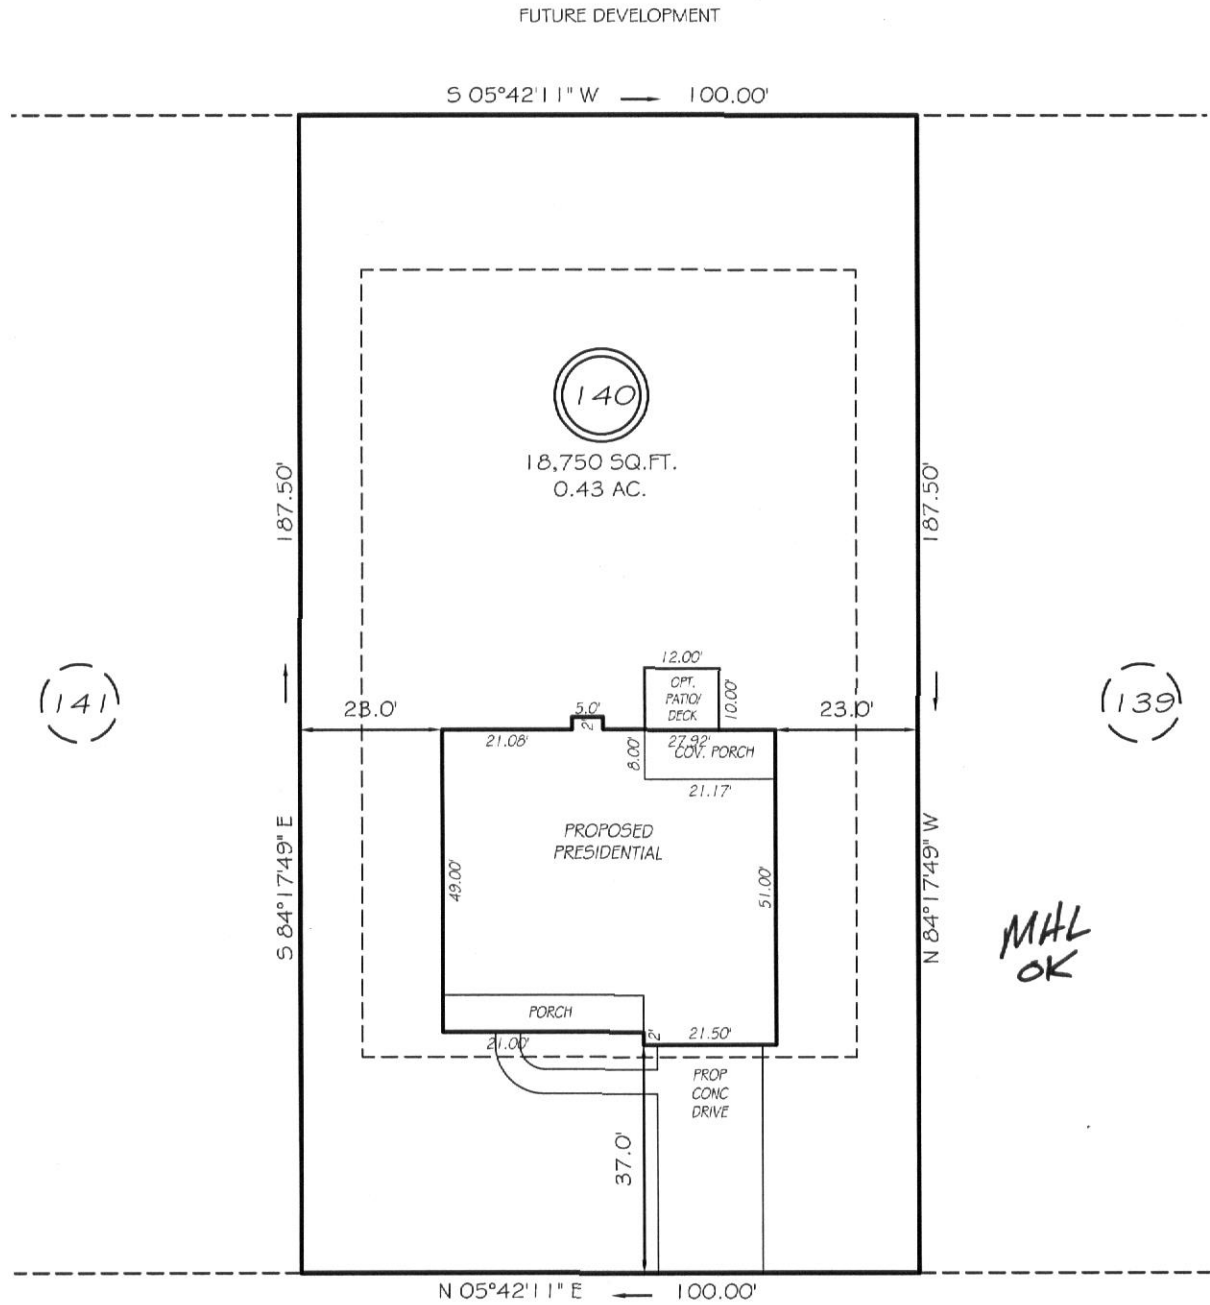 FUTURE DEVELOPMENT
S 05°42'11" W 100.00'
140
18,750 SQ.FT.
0.43 AC.
187.50'
187.50'
12.00'
OPT.
PATIO/
DECK
10.00'
141
139
23.0'
5.0'
2'
23.0'
21.08'
8.00'
27.92'
COV. PORCH
21.17'
PROPOSED
PRESIDENTIAL
S 84°17'49" E
49.00'
51.00'
N 84°17'49" W
MHL
OK
PORCH
21.00'
2'
21.50'
PROP
CONC
DRIVE
37.0'
N 05°42'11" E 100.00'